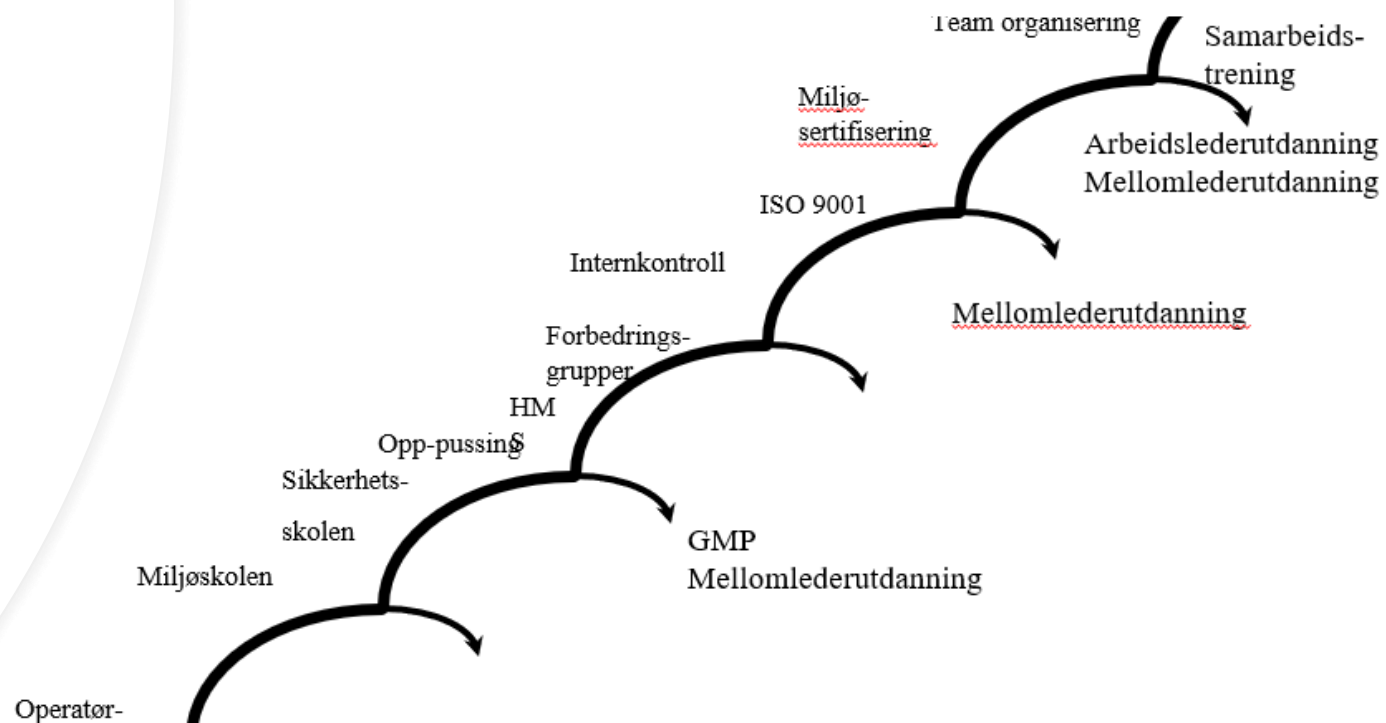 Team organisering
Samarbeids-
trening
Miljø-
sertifisering
Arbeidslederutdanning
Mellomlederutdanning
ISO 9001
Internkontroll
Mellomlederutdanning
Forbedrings-
grupper
HM
S
Opp-pussing
Sikkerhets-
skolen
GMP
Mellomlederutdanning
Miljøskolen
Operatør-